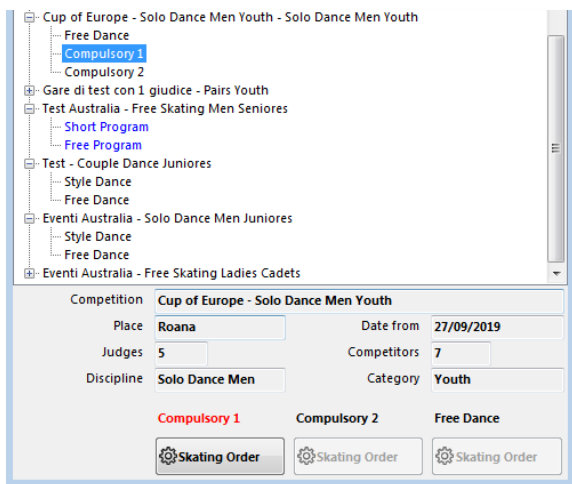 Cup of Europe - Solo Dance Men Youth - Solo Dance Men Youth
Free Dance
Compulsory 1
Compulsory 2
Gare di test con 1 giudice - Pairs Youth
Test Australia - Free Skating Men Seniores
Short Program
Free Program
Test - Couple Dance Juniores
Style Dance
Free Dance
Eventi Australia - Solo Dance Men Juniores
Style Dance
Free Dance
Eventi Australia - Free Skating Ladies Cadets
Competition Cup of Europe - Solo Dance Men Youth
Place Roana Date from 27/09/2019
Judges 5 Competitors 7
Discipline Solo Dance Men Category Youth
Compulsory 1 Compulsory 2 Free Dance
Skating Order Skating Order Skating Order